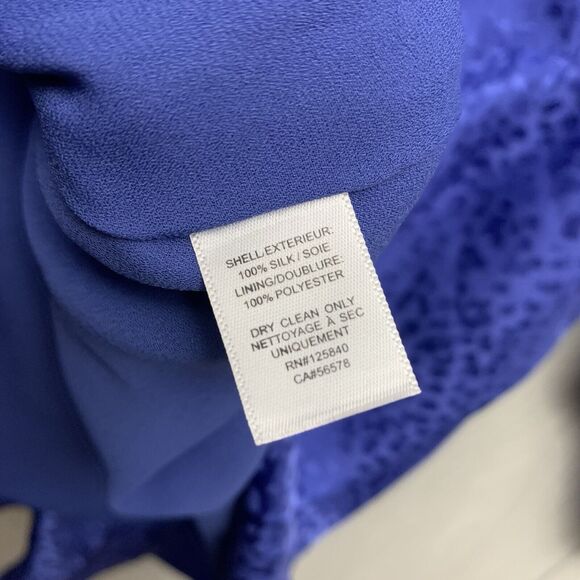 SHELL/EXTERIEUR:
100% SILK / SOIE
LINING/DOUBLURE:
100% POLYESTER
DRY CLEAN ONLY
NETTOYAGE À SEC
UNIQUEMENT
RN#125840
CA#56578